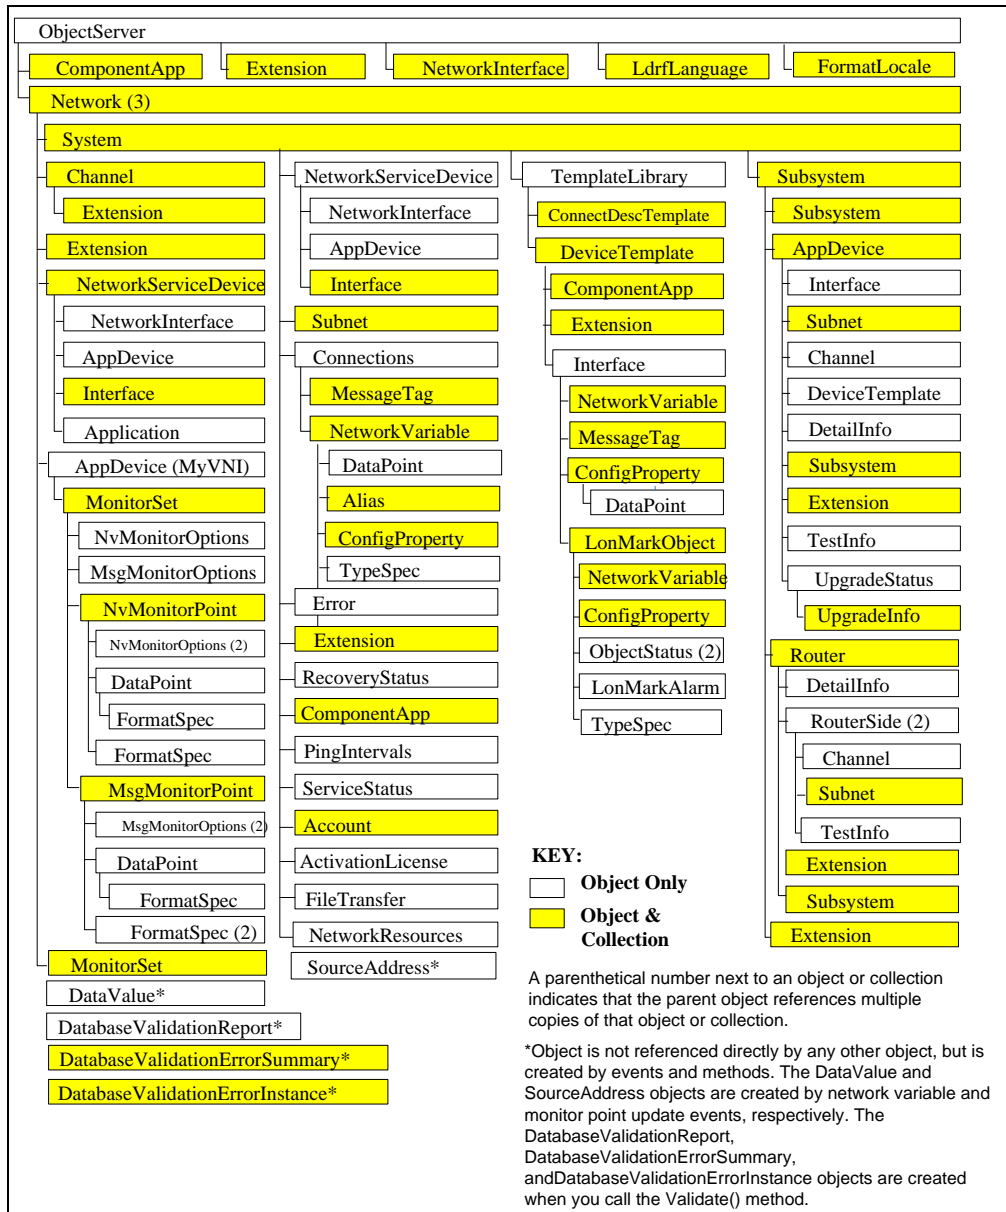 ObjectServer
ComponentApp
Extension
NetworkInterface
LdrfLanguage
FormatLocale
Network (3)
System
Channel
Extension
Extension
NetworkServiceDevice
NetworkInterface
AppDevice
Interface
Application
AppDevice (MyVNI)
MonitorSet
NvMonitorOptions
MsgMonitorOptions
NvMonitorPoint
NvMonitorOptions (2)
DataPoint
FormatSpec
FormatSpec
MsgMonitorPoint
MsgMonitorOptions (2)
DataPoint
FormatSpec
FormatSpec (2)
MonitorSet
DataValue*
DatabaseValidationReport*
DatabaseValidationErrorSummary*
DatabaseValidationErrorInstance*
NetworkServiceDevice
NetworkInterface
AppDevice
Interface
Subnet
Connections
MessageTag
NetworkVariable
DataPoint
Alias
ConfigProperty
TypeSpec
Error
Extension
RecoveryStatus
ComponentApp
PingIntervals
ServiceStatus
Account
ActivationLicense
FileTransfer
NetworkResources
SourceAddress*
TemplateLibrary
ConnectDescTemplate
DeviceTemplate
ComponentApp
Extension
Interface
NetworkVariable
MessageTag
ConfigProperty
DataPoint
LonMarkObject
NetworkVariable
ConfigProperty
ObjectStatus (2)
LonMarkAlarm
TypeSpec
Subsystem
Subsystem
AppDevice
Interface
Subnet
Channel
DeviceTemplate
DetailInfo
Subsystem
Extension
TestInfo
UpgradeStatus
UpgradeInfo
Router
DetailInfo
RouterSide (2)
Channel
Subnet
TestInfo
Extension
Subsystem
Extension
KEY:
Object Only
Object &
Collection
A parenthetical number next to an object or collection
indicates that the parent object references multiple
copies of that object or collection.
*Object is not referenced directly by any other object, but is
created by events and methods. The DataValue and
SourceAddress objects are created by network variable and
monitor point update events, respectively. The
DatabaseValidationReport,
DatabaseValidationErrorSummary,
andDatabaseValidationErrorInstance objects are created
when you call the Validate() method.